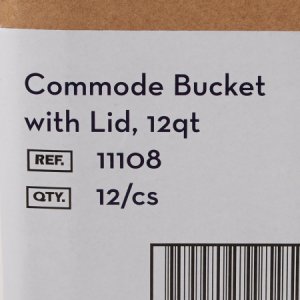 Commode Bucket
with Lid, 12qt
REF. 11108
QTY. 12/cs